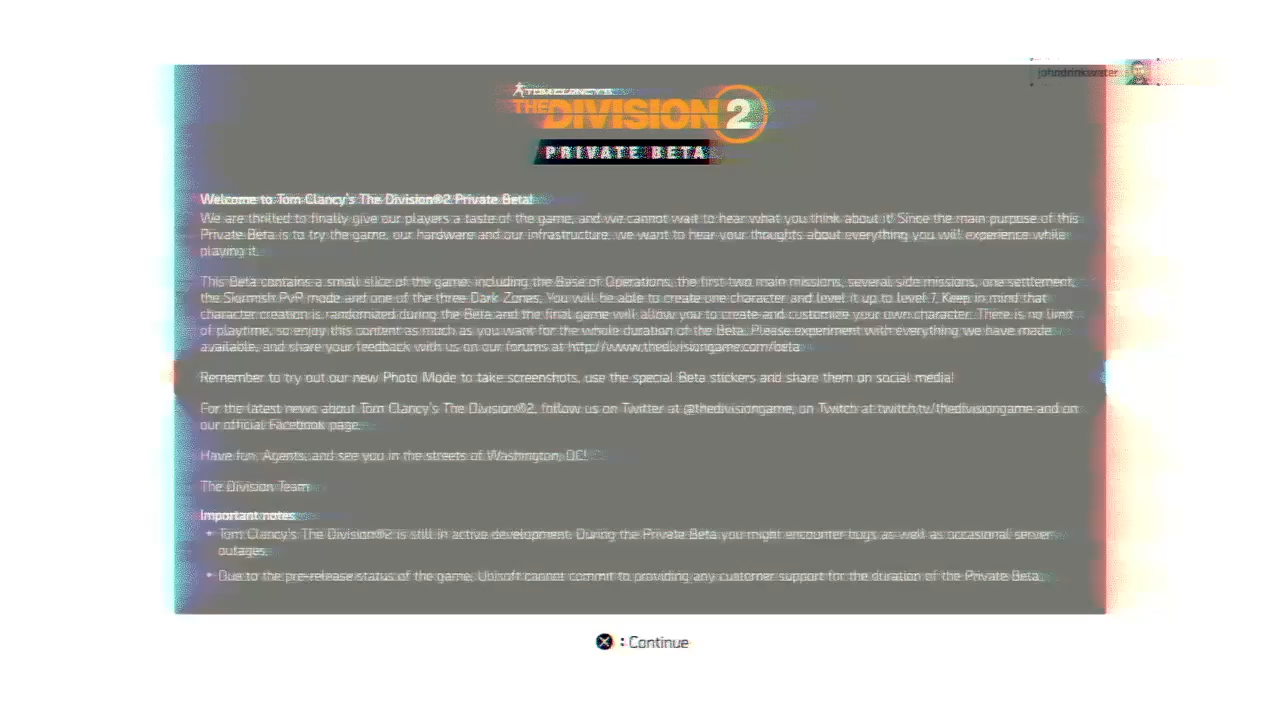 johndrinkwater
TOM CLANCY'S
THE DIVISION 2
PRIVATE BETA
Welcome to Tom Clancy's The Division®2 Private Beta!
We are thrilled to finally give our players a taste of the game, and we cannot wait to hear what you think about it! Since the main purpose of this
Private Beta is to try the game, our hardware and our infrastructure, we want to hear your thoughts about everything you will experience while
playing it.
This Beta contains a small slice of the game including the Base of Operations, the first two main missions, several side missions, one settlement,
the Skirmish PvP mode and one of the three Dark Zones. You will be able to create one character and level it up to level 7. Keep in mind that
character creation is randomized during the Beta and the final game will allow you to create and customize your own character. There is no limit
of playtime, so enjoy this content as much as you want for the whole duration of the Beta. Please experiment with everything we have made
available, and share your feedback with us on our forums at http://www.thedivisiongame.com/beta
Remember to try out our new Photo Mode to take screenshots, use the special Beta stickers and share them on social media!
For the latest news about Tom Clancy's The Division®2, follow us on Twitter at @thedivisiongame, on Twitch at twitch.tv/thedivisiongame and on
our official Facebook page.
Have fun, Agents, and see you in the streets of Washington, DC!
The Division Team
Important notes
• Tom Clancy's The Division®2 is still in active development. During the Private Beta you might encounter bugs as well as occasional server
outages.
• Due to the pre-release status of the game, Ubisoft cannot commit to providing any customer support for the duration of the Private Beta.
: Continue